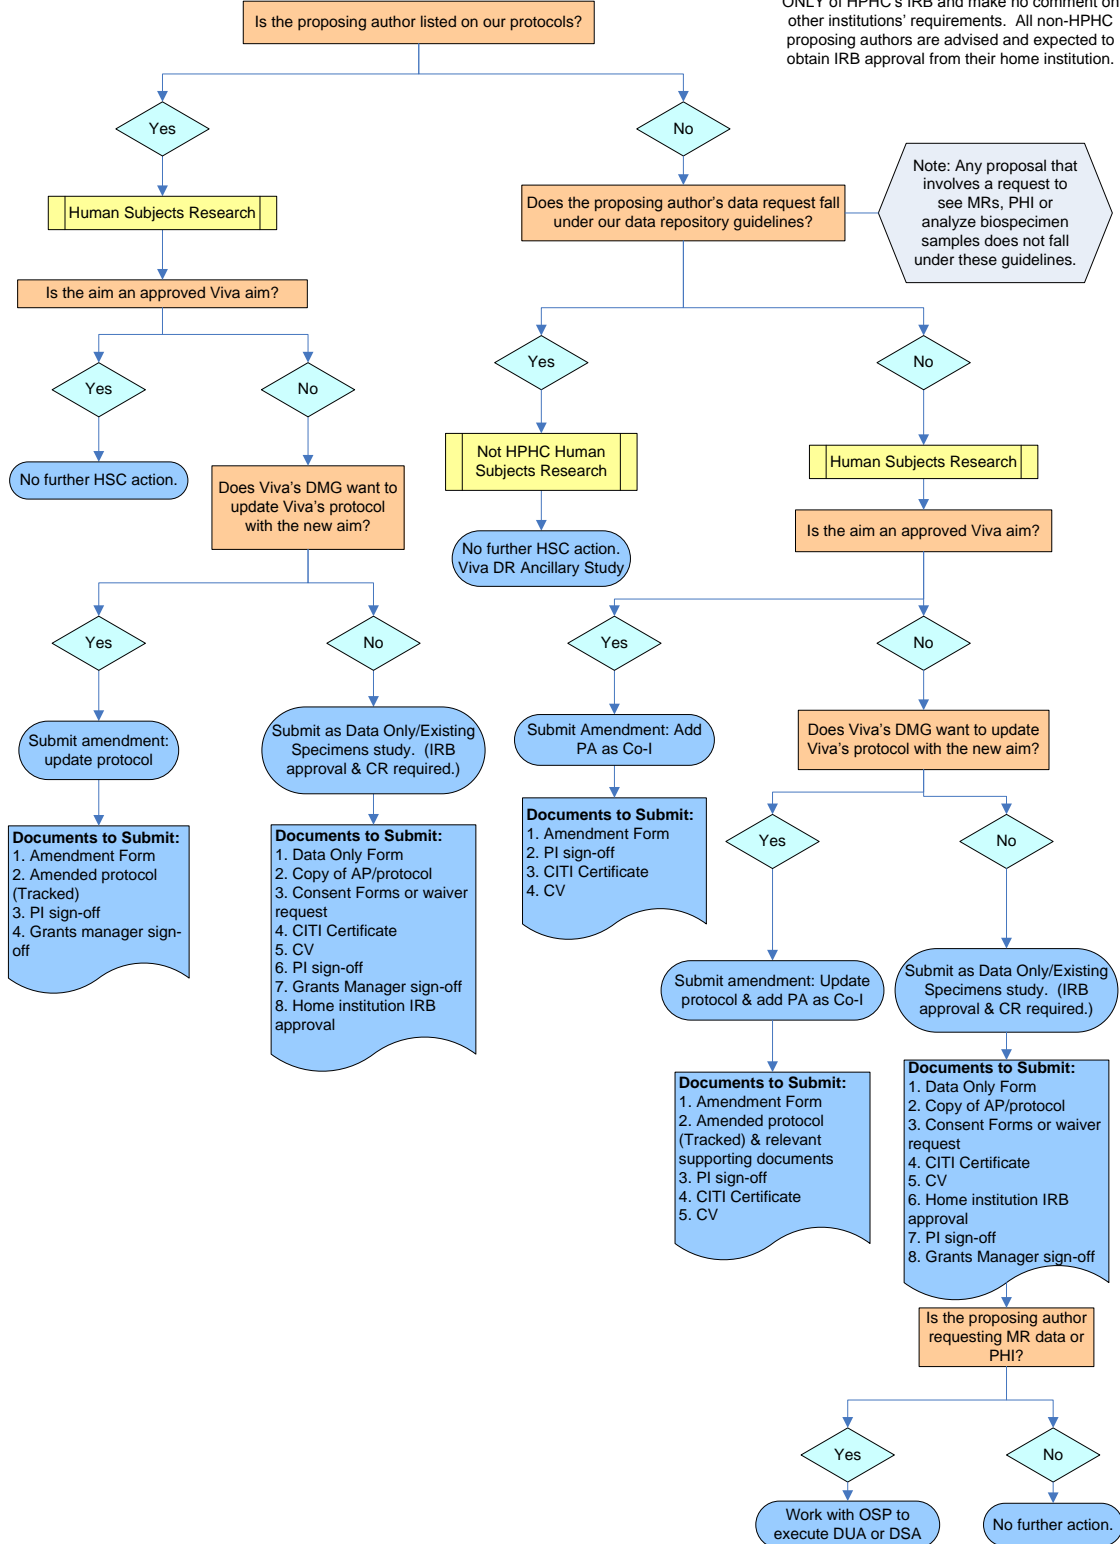 ONLY of HPHC's IRB and make no comment on
other institutions' requirements. All non-HPHC
proposing authors are advised and expected to
obtain IRB approval from their home institution.
Is the proposing author listed on our protocols?
Yes
No
Note: Any proposal that
involves a request to
see MRs, PHI or
analyze biospecimen
samples does not fall
under these guidelines.
Human Subjects Research
Does the proposing author's data request fall
under our data repository guidelines?
Is the aim an approved Viva aim?
Yes
No
Yes
No
No further HSC action.
Does Viva's DMG want to
update Viva's protocol
with the new aim?
Not HPHC Human
Subjects Research
Human Subjects Research
No further HSC action.
Viva DR Ancillary Study
Is the aim an approved Viva aim?
Yes
No
Yes
No
Submit amendment:
update protocol
Submit as Data Only/Existing
Specimens study. (IRB
approval & CR required.)
Submit Amendment: Add
PA as Co-I
Does Viva's DMG want to update
Viva's protocol with the new aim?
Documents to Submit:
1. Amendment Form
2. Amended protocol
(Tracked)
3. PI sign-off
4. Grants manager sign-
off
Documents to Submit:
1. Data Only Form
2. Copy of AP/protocol
3. Consent Forms or waiver
request
4. CITI Certificate
5. CV
6. PI sign-off
7. Grants Manager sign-off
8. Home institution IRB
approval
Documents to Submit:
1. Amendment Form
2. PI sign-off
3. CITI Certificate
4. CV
Yes
No
Submit amendment: Update
protocol & add PA as Co-I
Submit as Data Only/Existing
Specimens study. (IRB
approval & CR required.)
Documents to Submit:
1. Amendment Form
2. Amended protocol
(Tracked) & relevant
supporting documents
3. PI sign-off
4. CITI Certificate
5. CV
Documents to Submit:
1. Data Only Form
2. Copy of AP/protocol
3. Consent Forms or waiver
request
4. CITI Certificate
5. CV
6. Home institution IRB
approval
7. PI sign-off
8. Grants Manager sign-off
Is the proposing author
requesting MR data or
PHI?
Yes
No
Work with OSP to
execute DUA or DSA
No further action.